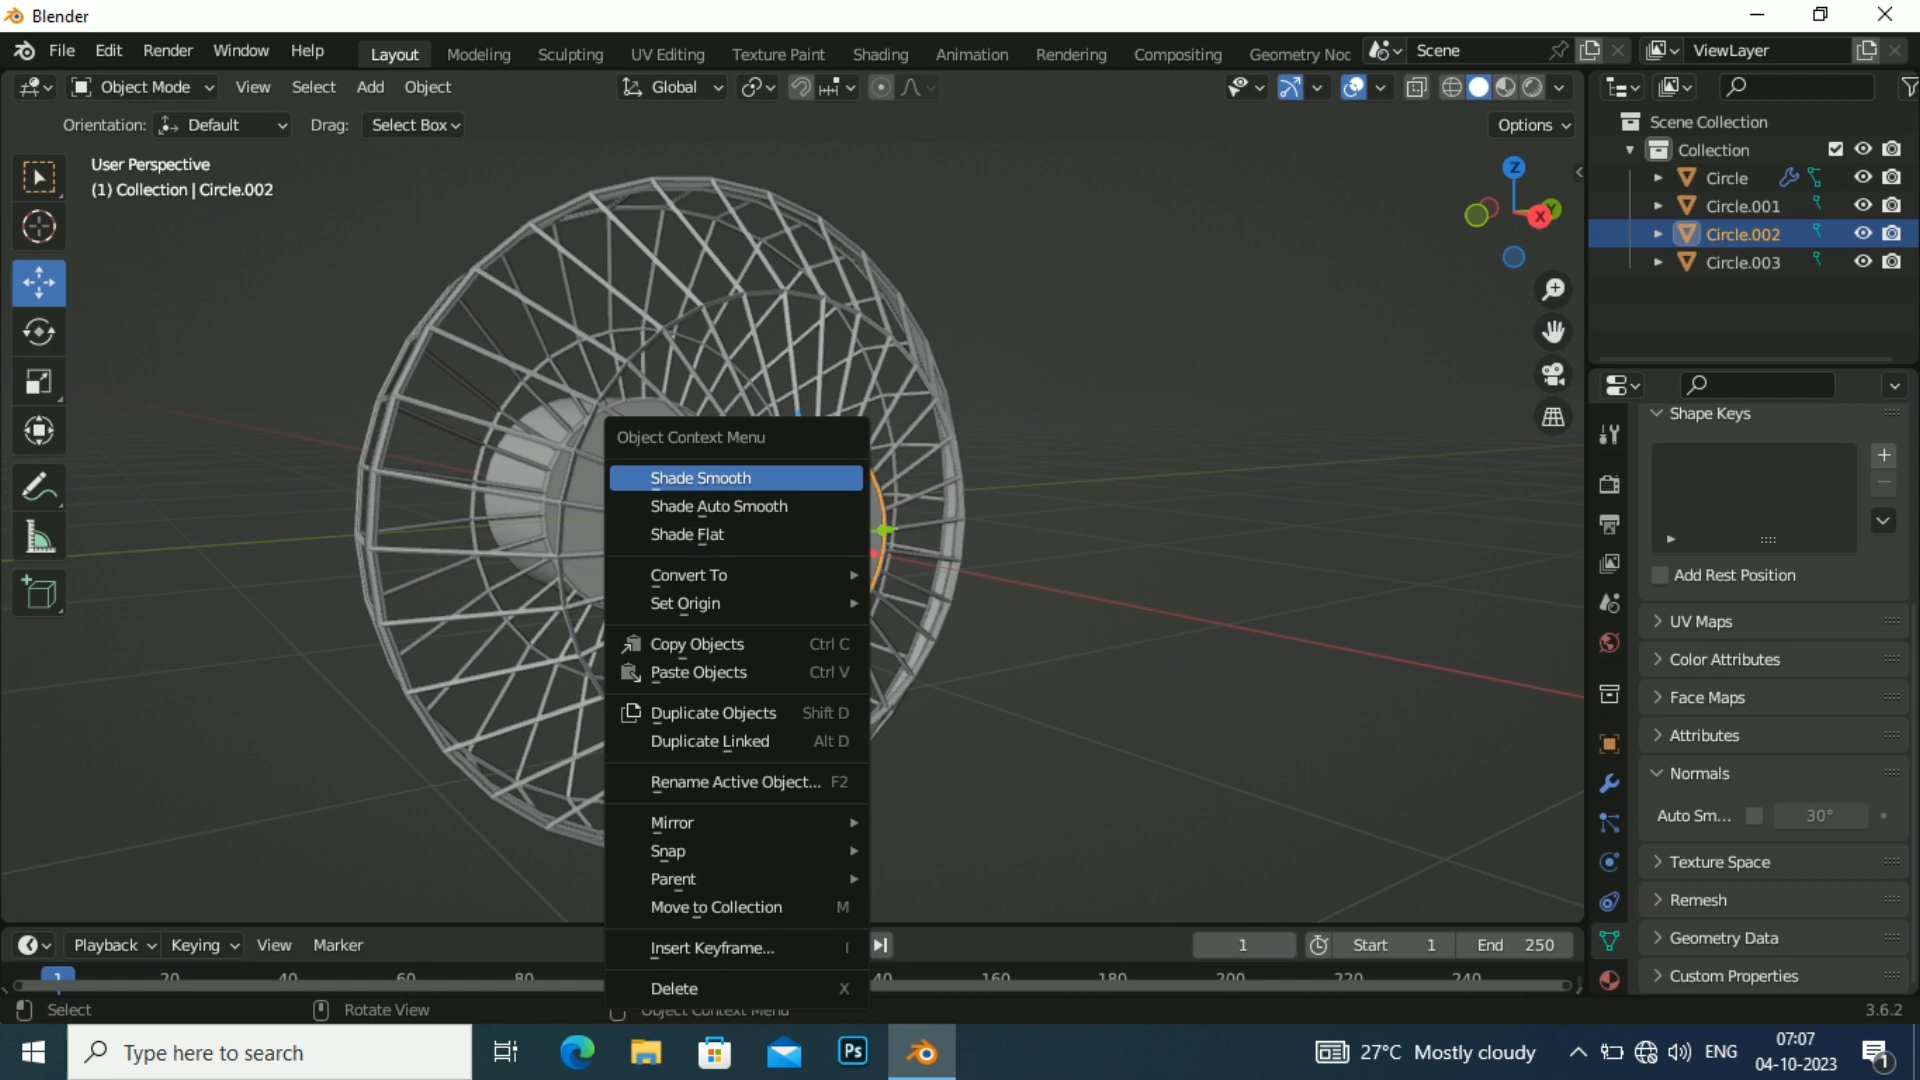 Blender
File Edit Render Window Help Layout Modeling Sculpting UV Editing Texture Paint Shading Animation Rendering Compositing Geometry Noc Scene ViewLayer
Object Mode View Select Add Object Global
Orientation: Default Drag: Select Box Options
User Perspective
(1) Collection | Circle.002
Z
Y
X
Scene Collection
Collection
Circle
Circle.001
Circle.002
Circle.003
Object Context Menu
Shade Smooth
Shade Auto Smooth
Shade Flat
Convert To
Set Origin
Copy Objects Ctrl C
Paste Objects Ctrl V
Duplicate Objects Shift D
Duplicate Linked Alt D
Rename Active Object... F2
Mirror
Snap
Parent
Move to Collection M
Insert Keyframe... I
Delete X
Shape Keys
Add Rest Position
UV Maps
Color Attributes
Face Maps
Attributes
Normals
Auto Sm... 30°
Texture Space
Remesh
Geometry Data
Custom Properties
Playback Keying View Marker 1 Start 1 End 250
1 20 40 60 80 40 160 180 200 220 240
Select Rotate View Object Context Menu 3.6.2
Type here to search Ps 27°C Mostly cloudy ENG 07:07
04-10-2023 1